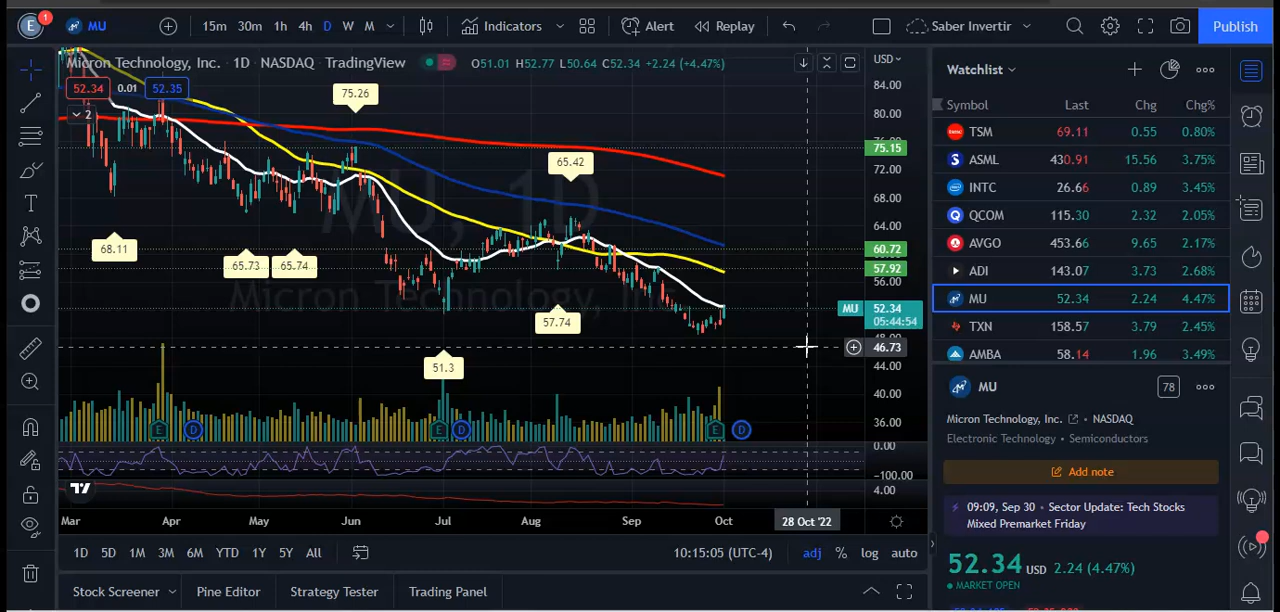 E 1 MU 15m 30m 1h 4h D W M Indicators Alert Replay Saber Invertir Publish
Micron Technology, Inc. · 1D · NASDAQ TradingView O51.01 H52.77 L50.64 C52.34 +2.24 (+4.47%) USD
52.34 0.01 52.35
2
75.26
65.42
68.11
65.73
65.74
57.74
51.3
MU, 1D
Micron Technology, Inc.
84.00
80.00
75.15
72.00
68.00
64.00
60.72
57.92
56.00
MU 52.34
05:44:54
48.00
46.73
44.00
40.00
36.00
E D E D E D
0.00
-100.00
4.00
Mar Apr May Jun Jul Aug Sep Oct 28 Oct '22
1D 5D 1M 3M 6M YTD 1Y 5Y All 10:15:05 (UTC-4) adj % log auto
Stock Screener Pine Editor Strategy Tester Trading Panel
Watchlist
Symbol Last Chg Chg%
TSM 69.11 0.55 0.80%
ASML 430.91 15.56 3.75%
INTC 26.66 0.89 3.45%
QCOM 115.30 2.32 2.05%
AVGO 453.66 9.65 2.17%
ADI 143.07 3.73 2.68%
MU 52.34 2.24 4.47%
TXN 158.57 3.79 2.45%
AMBA 58.14 1.96 3.49%
MU 78
Micron Technology, Inc. · NASDAQ
Electronic Technology · Semiconductors
Add note
09:09, Sep 30 · Sector Update: Tech Stocks
Mixed Premarket Friday
52.34 USD 2.24 (4.47%)
MARKET OPEN